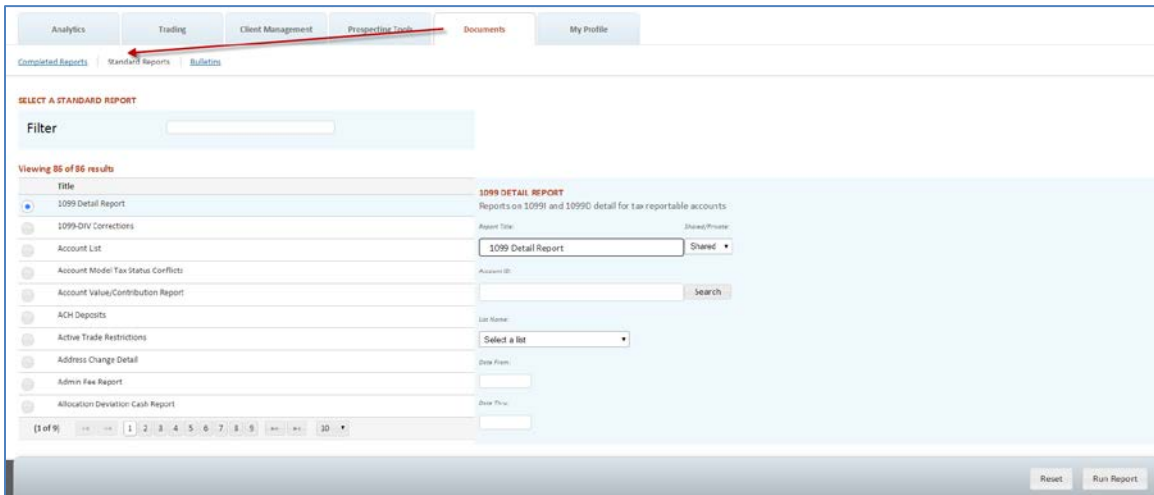 Analytics Trading Client Management Prospecting Tools Documents My Profile
Completed Reports Standard Reports Bulletins
SELECT A STANDARD REPORT
Filter
Viewing 86 of 86 results
Title
1099 Detail Report
1099-DIV Corrections
Account List
Account Model Tax Status Conflicts
Account Value/Contribution Report
ACH Deposits
Active Trade Restrictions
Address Change Detail
Admin Fee Report
Allocation Deviation Cash Report
(1 of 9) 1 2 3 4 5 6 7 8 9 10
1099 DETAIL REPORT
Reports on 1099I and 1099D detail for tax reportable accounts
Report Title: Shared/Private:
1099 Detail Report Shared
Account ID:
Search
List Name:
Select a list
Date From:
Date Thru:
Reset Run Report